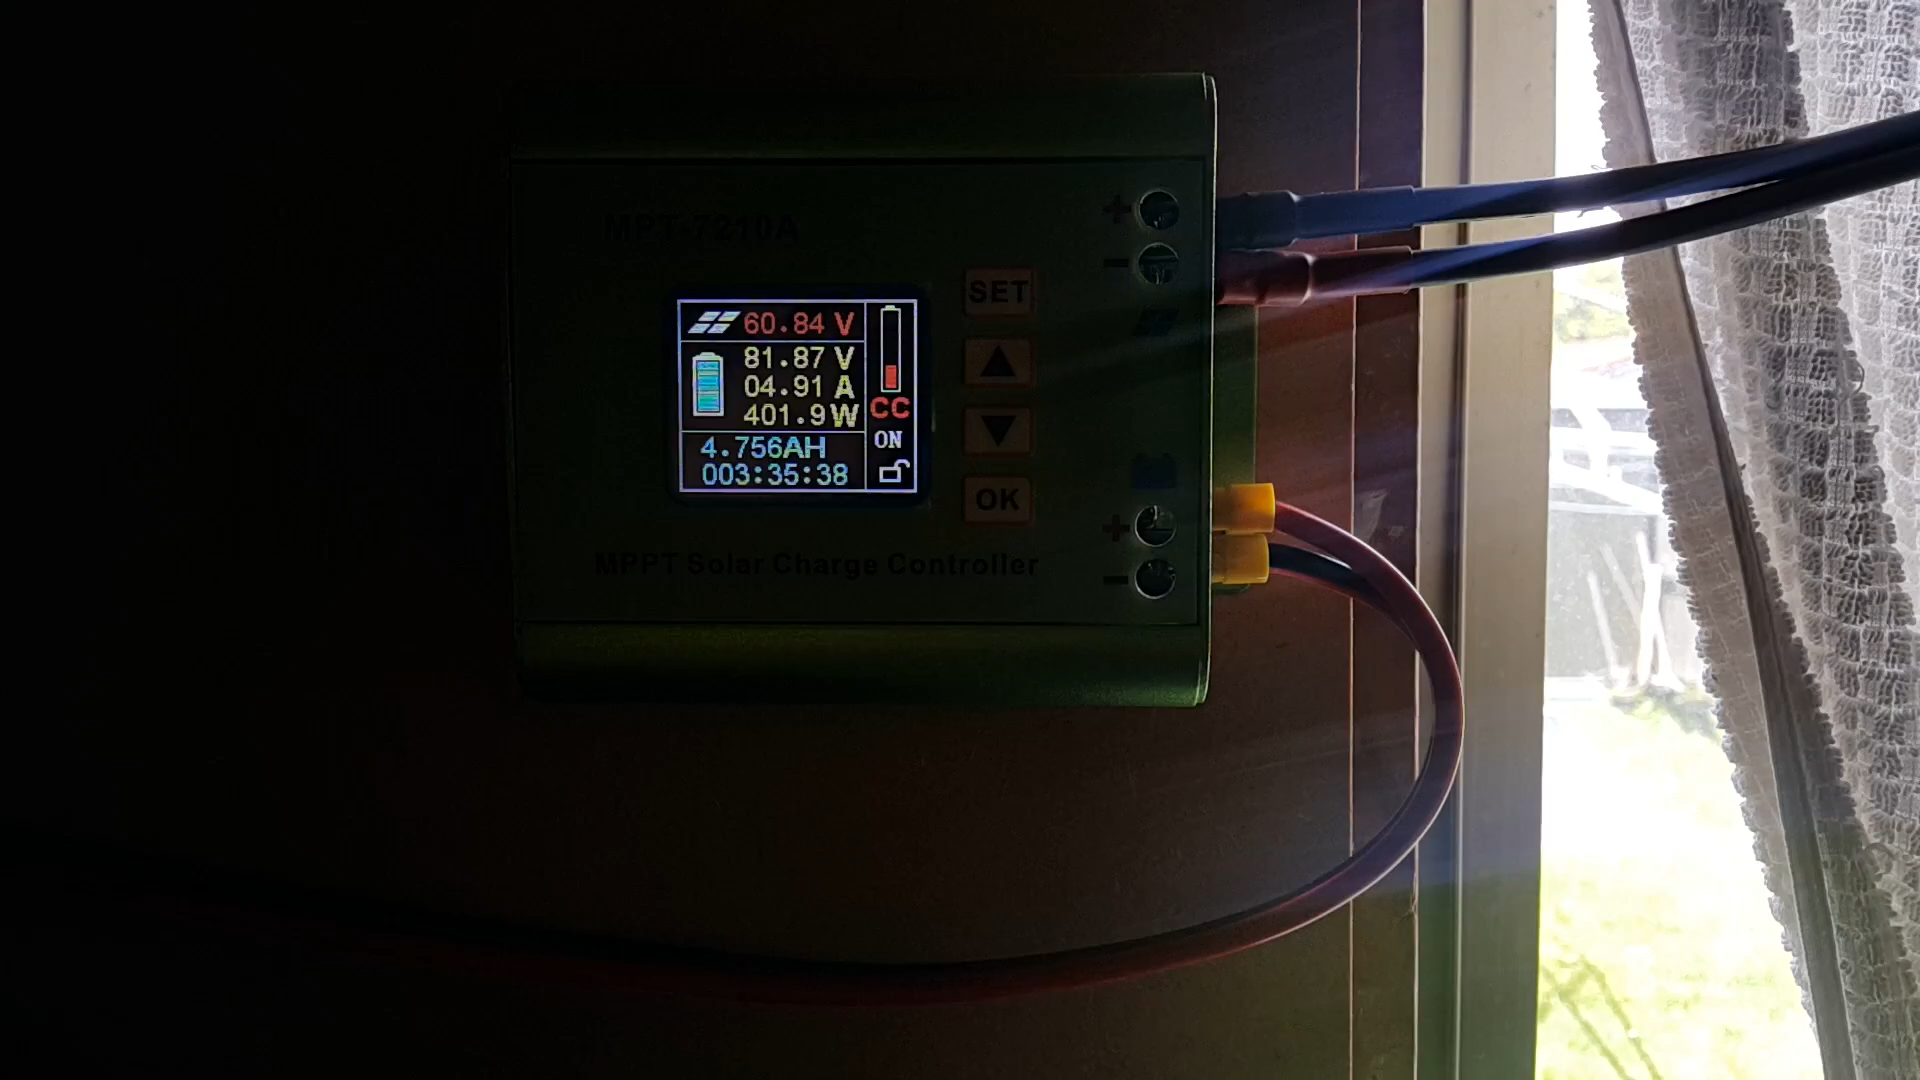 MPT-7210A
+
-
SET
60.84 V
81.87 V
04.91 A
401.9W
CC
ON
4.756AH
003:35:38
OK
+
-
MPPT Solar Charge Controller